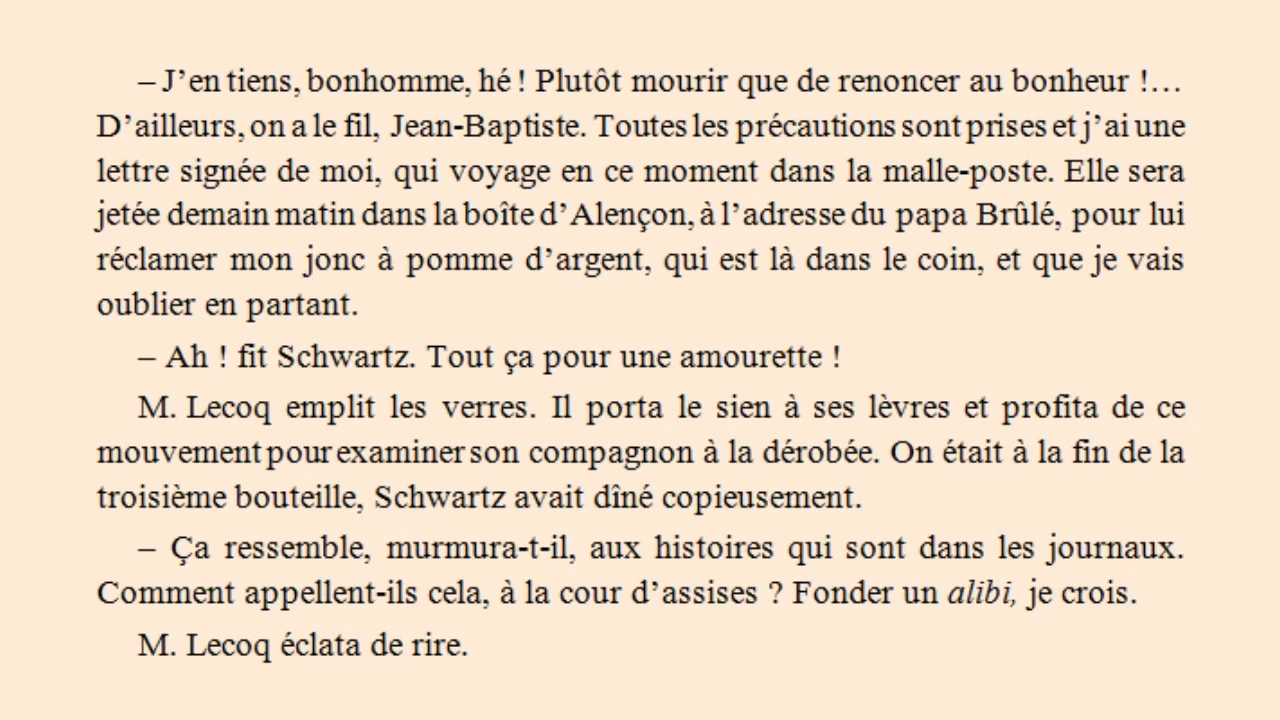 – J’en tiens, bonhomme, hé ! Plutôt mourir que de renoncer au bonheur !…
D’ailleurs, on a le fil, Jean-Baptiste. Toutes les précautions sont prises et j’ai une
lettre signée de moi, qui voyage en ce moment dans la malle-poste. Elle sera
jetée demain matin dans la boîte d’Alençon, à l’adresse du papa Brûlé, pour lui
réclamer mon jonc à pomme d’argent, qui est là dans le coin, et que je vais
oublier en partant.
– Ah ! fit Schwartz. Tout ça pour une amourette !
M. Lecoq emplit les verres. Il porta le sien à ses lèvres et profita de ce
mouvement pour examiner son compagnon à la dérobée. On était à la fin de la
troisième bouteille, Schwartz avait dîné copieusement.
– Ça ressemble, murmura-t-il, aux histoires qui sont dans les journaux.
Comment appellent-ils cela, à la cour d’assises ? Fonder un alibi, je crois.
M. Lecoq éclata de rire.